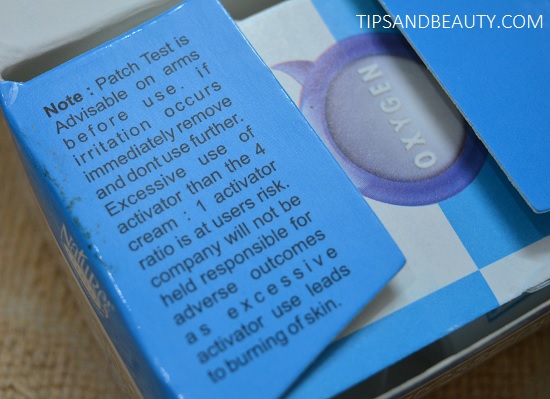 TIPSANDBEAUTY.COM
Note : Patch Test is
Advisable on arms
before use. if
irritation occurs
immediately remove
and dont use further.
Excessive use of
activator than the 4
cream : 1 activator
ratio is at users risk.
company will not be
held responsible for
adverse outcomes
as excessive
activator use leads
to burning of skin.
OXYGEN